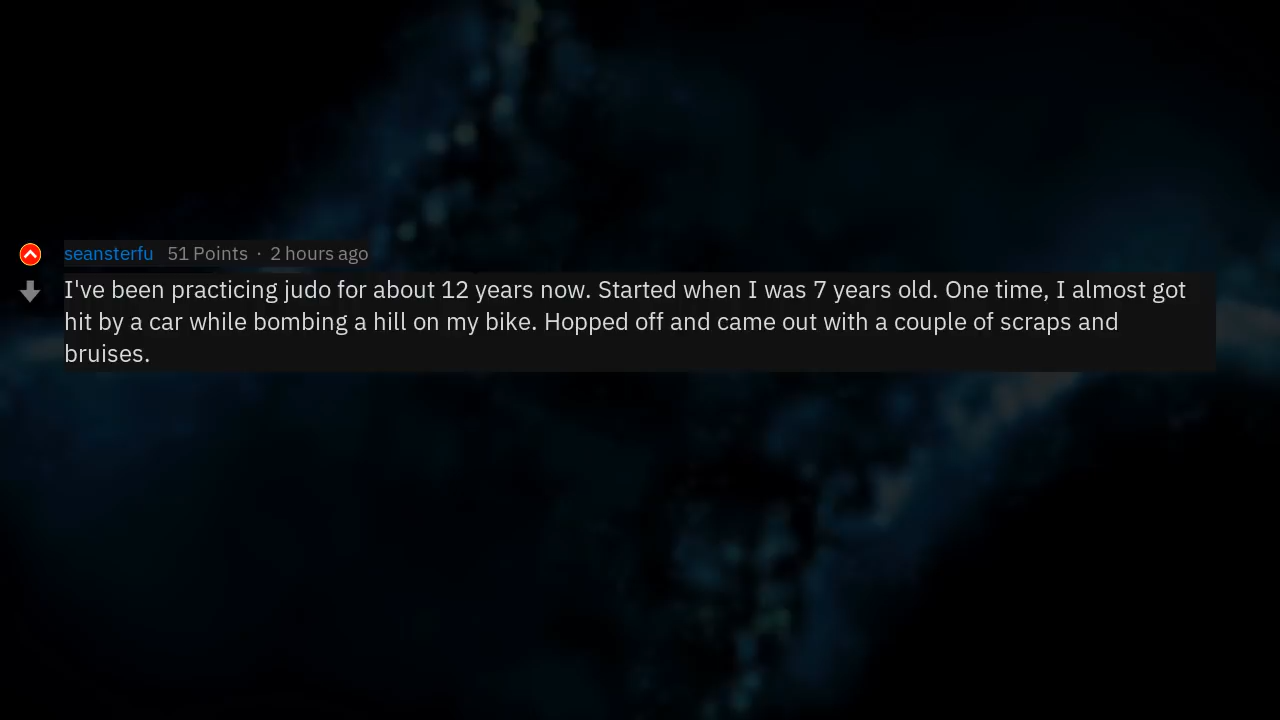 seansterfu 51 Points · 2 hours ago
I've been practicing judo for about 12 years now. Started when I was 7 years old. One time, I almost got
hit by a car while bombing a hill on my bike. Hopped off and came out with a couple of scraps and
bruises.